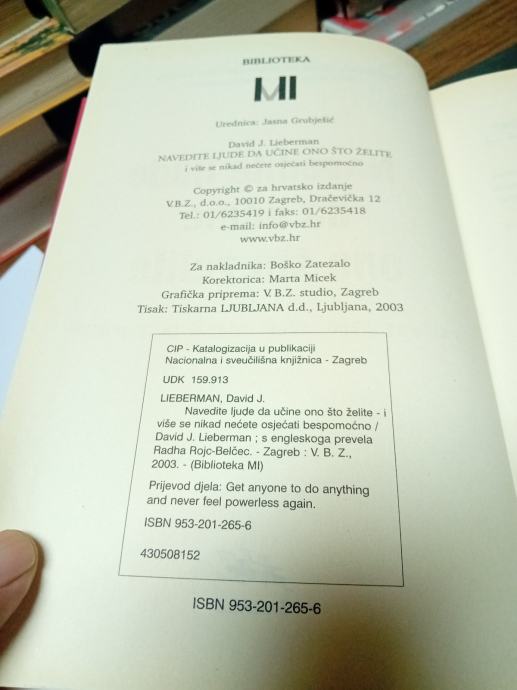 BIBLIOTEKA
MI
Urednica: Jasna Grubješić
David J. Lieberman
NAVEDITE LJUDE DA UČINE ONO ŠTO ŽELITE
i više se nikad nećete osjećati bespomoćno
Copyright © za hrvatsko izdanje
V.B.Z., d.o.o., 10010 Zagreb, Dračevička 12
Tel.: 01/6235419 i faks: 01/6235418
e-mail: info@vbz.hr
www.vbz.hr
Za nakladnika: Boško Zatezalo
Korektorica: Marta Micek
Grafička priprema: V. B. Z. studio, Zagreb
Tisak: Tiskarna LJUBLJANA d.d., Ljubljana, 2003
CIP - Katalogizacija u publikaciji
Nacionalna i sveučilišna knjižnica - Zagreb
UDK 159.913
LIEBERMAN, David J.
Navedite ljude da učine ono što želite - i
više se nikad nećete osjećati bespomoćno /
David J. Lieberman ; s engleskoga prevela
Radha Rojc-Belčec. - Zagreb : V. B. Z.,
2003. - (Biblioteka MI)
Prijevod djela: Get anyone to do anything
and never feel powerless again.
ISBN 953-201-265-6
430508152
ISBN 953-201-265-6